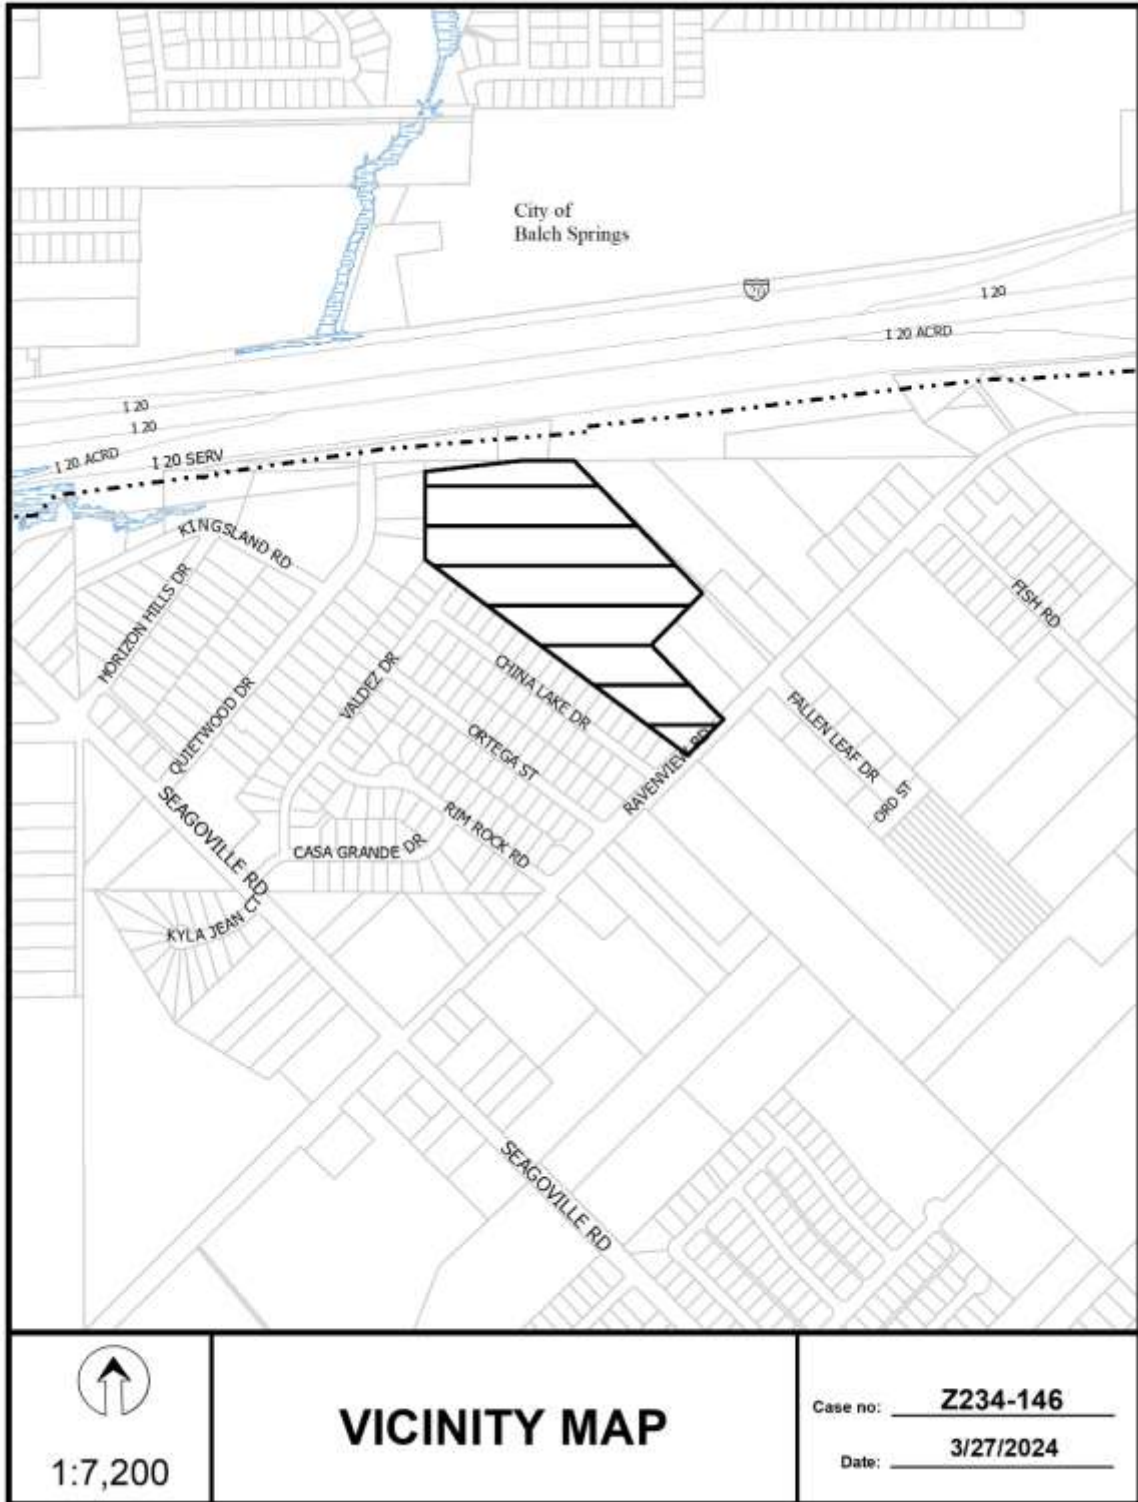 City of
Balch Springs
20
I 20
I 20 ACRD
I 20
I 20
I 20 ACRD
I 20 SERV
KINGSLAND RD
HORIZON HILLS DR
FISH RD
CHINA LAKE DR
VALDEZ DR
QUIETWOOD DR
FALLEN LEAF DR
ORTEGA ST
RAVENVIEW RD
ORD ST
SEAGOVILLE RD
RIM ROCK RD
CASA GRANDE DR
KYLA JEAN CT
SEAGOVILLE RD
1:7,200
VICINITY MAP
Case no: Z234-146
Date: 3/27/2024